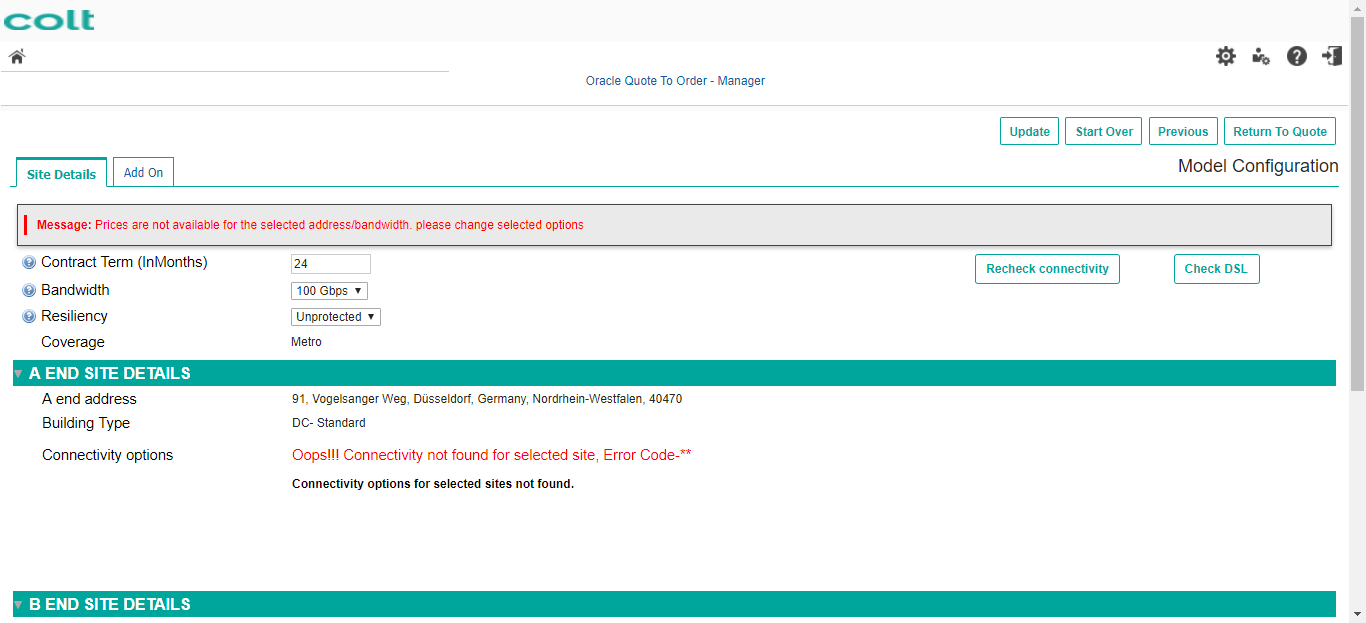 colt
Oracle Quote To Order - Manager
Update Start Over Previous Return To Quote
Site Details Add On Model Configuration
Message: Prices are not available for the selected address/bandwidth. please change selected options
Contract Term (InMonths) 24 Recheck connectivity Check DSL
Bandwidth 100 Gbps
Resiliency Unprotected
Coverage Metro
A END SITE DETAILS
A end address 91, Vogelsanger Weg, Düsseldorf, Germany, Nordrhein-Westfalen, 40470
Building Type DC- Standard
Connectivity options Oops!!! Connectivity not found for selected site, Error Code-**
Connectivity options for selected sites not found.
B END SITE DETAILS